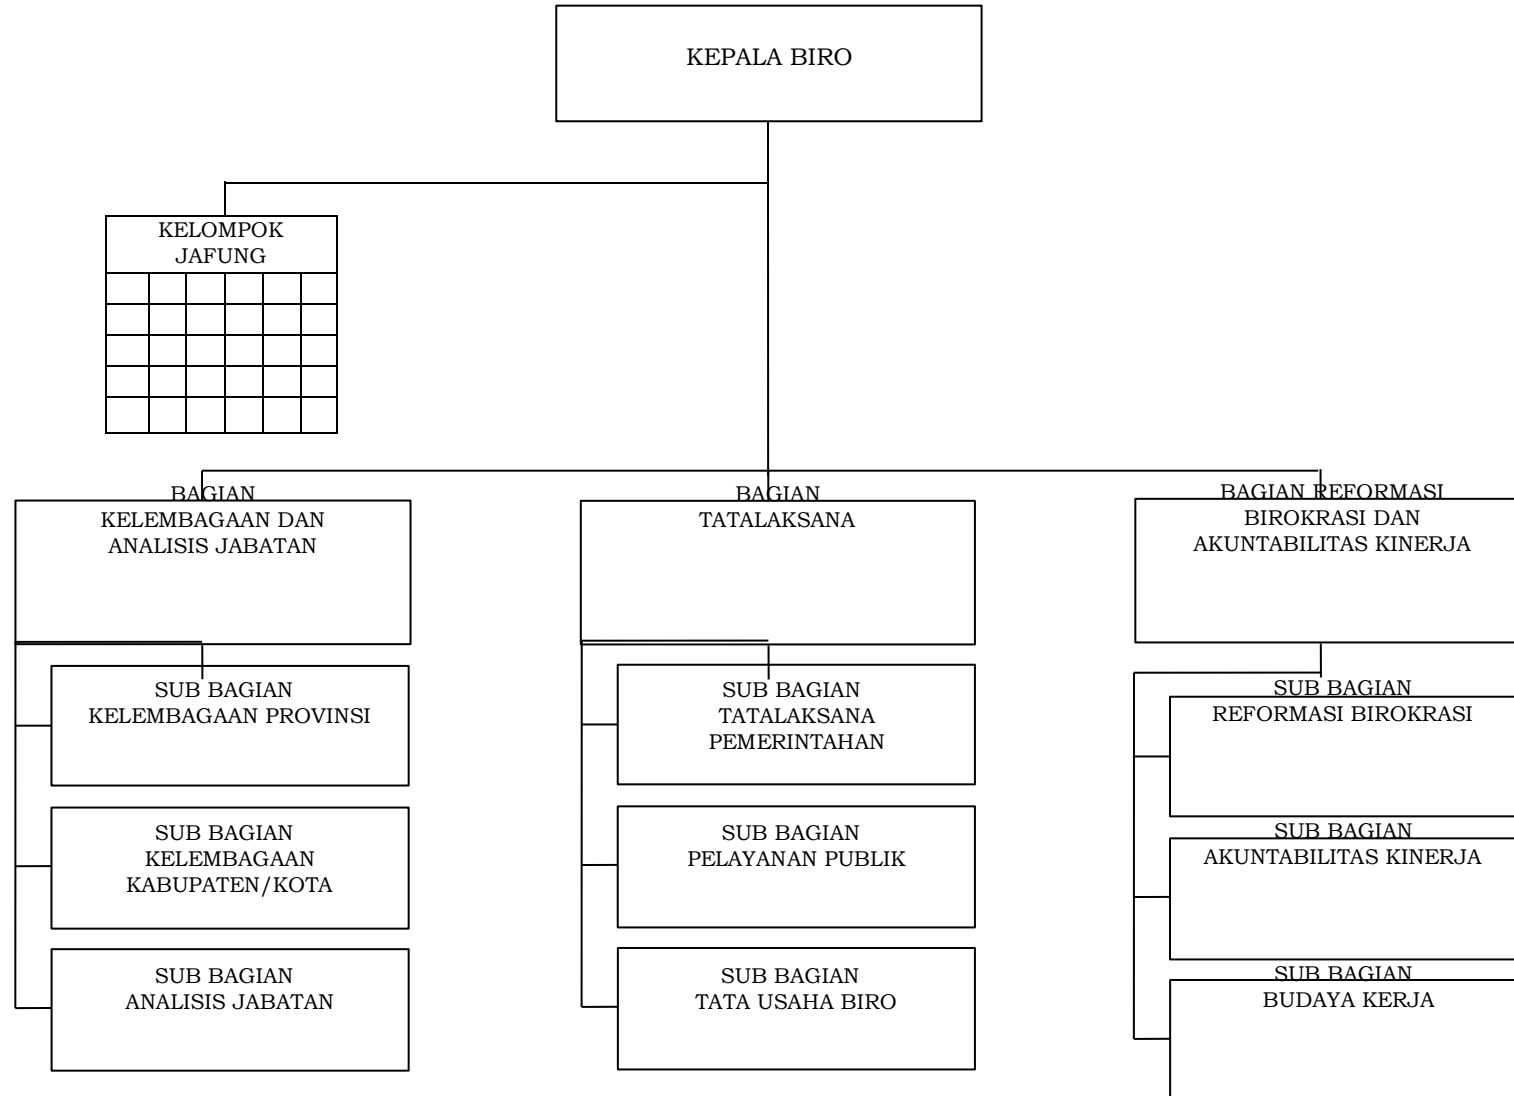 KEPALA BIRO
KELOMPOK
JAFUNG
BAGIAN
KELEMBAGAAN DAN
ANALISIS JABATAN
BAGIAN
TATALAKSANA
BAGIAN REFORMASI
BIROKRASI DAN
AKUNTABILITAS KINERJA
SUB BAGIAN
KELEMBAGAAN PROVINSI
SUB BAGIAN
KELEMBAGAAN
KABUPATEN/KOTA
SUB BAGIAN
ANALISIS JABATAN
SUB BAGIAN
TATALAKSANA
PEMERINTAHAN
SUB BAGIAN
PELAYANAN PUBLIK
SUB BAGIAN
TATA USAHA BIRO
SUB BAGIAN
REFORMASI BIROKRASI
SUB BAGIAN
AKUNTABILITAS KINERJA
SUB BAGIAN
BUDAYA KERJA